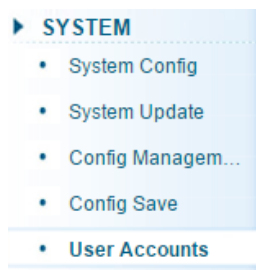 SYSTEM
System Config
System Update
Config Managem...
Config Save
User Accounts